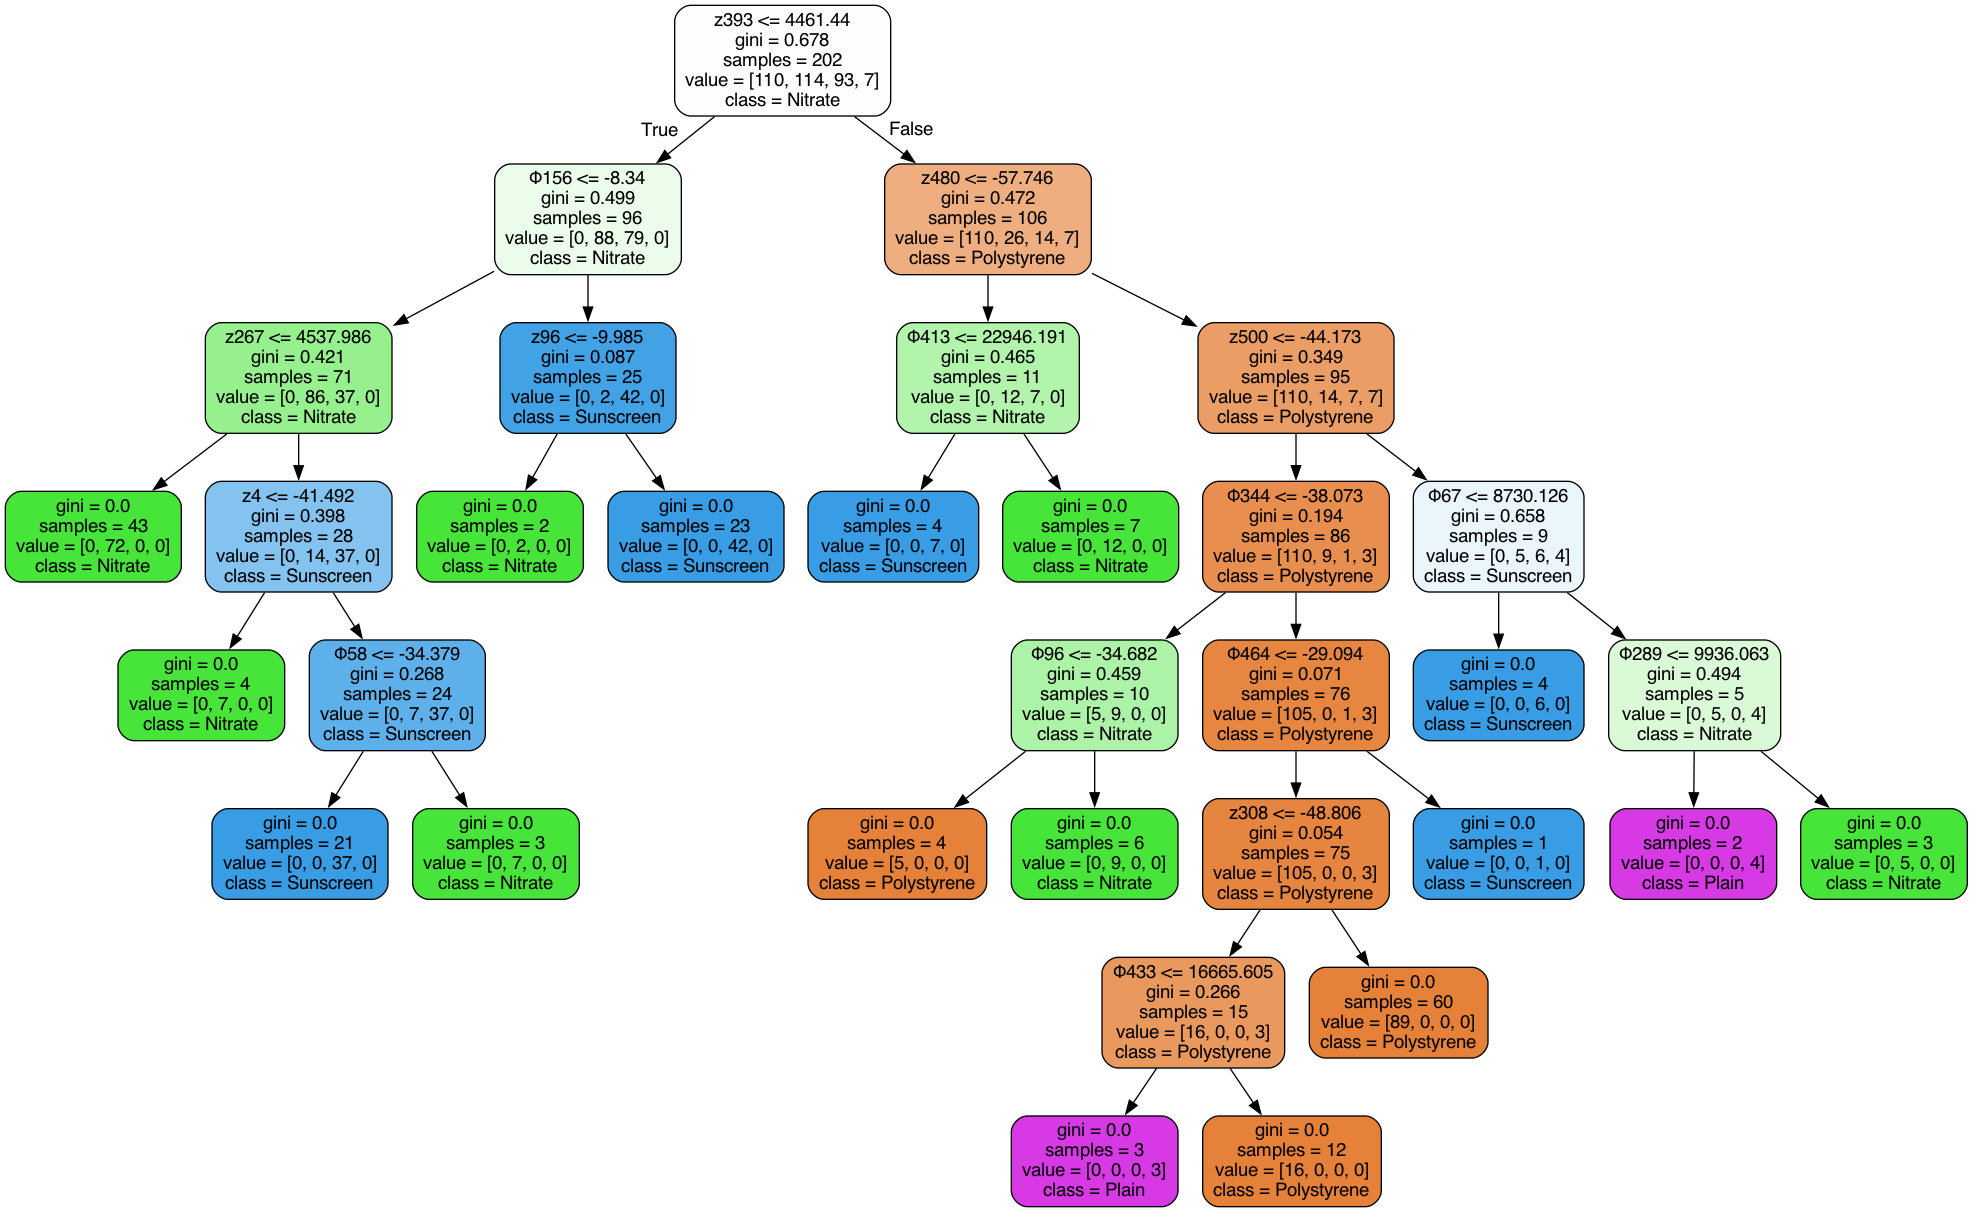 z393 <= 4461.44
gini = 0.678
samples = 202
value = [110, 114, 93, 7]
class = Nitrate
True
False
Φ156 <= -8.34
gini = 0.499
samples = 96
value = [0, 88, 79, 0]
class = Nitrate
z480 <= -57.746
gini = 0.472
samples = 106
value = [110, 26, 14, 7]
class = Polystyrene
z267 <= 4537.986
gini = 0.421
samples = 71
value = [0, 86, 37, 0]
class = Nitrate
z96 <= -9.985
gini = 0.087
samples = 25
value = [0, 2, 42, 0]
class = Sunscreen
Φ413 <= 22946.191
gini = 0.465
samples = 11
value = [0, 12, 7, 0]
class = Nitrate
z500 <= -44.173
gini = 0.349
samples = 95
value = [110, 14, 7, 7]
class = Polystyrene
gini = 0.0
samples = 43
value = [0, 72, 0, 0]
class = Nitrate
z4 <= -41.492
gini = 0.398
samples = 28
value = [0, 14, 37, 0]
class = Sunscreen
gini = 0.0
samples = 2
value = [0, 2, 0, 0]
class = Nitrate
gini = 0.0
samples = 23
value = [0, 0, 42, 0]
class = Sunscreen
gini = 0.0
samples = 4
value = [0, 0, 7, 0]
class = Sunscreen
gini = 0.0
samples = 7
value = [0, 12, 0, 0]
class = Nitrate
Φ344 <= -38.073
gini = 0.194
samples = 86
value = [110, 9, 1, 3]
class = Polystyrene
Φ67 <= 8730.126
gini = 0.658
samples = 9
value = [0, 5, 6, 4]
class = Sunscreen
gini = 0.0
samples = 4
value = [0, 7, 0, 0]
class = Nitrate
Φ58 <= -34.379
gini = 0.268
samples = 24
value = [0, 7, 37, 0]
class = Sunscreen
Φ96 <= -34.682
gini = 0.459
samples = 10
value = [5, 9, 0, 0]
class = Nitrate
Φ464 <= -29.094
gini = 0.071
samples = 76
value = [105, 0, 1, 3]
class = Polystyrene
gini = 0.0
samples = 4
value = [0, 0, 6, 0]
class = Sunscreen
Φ289 <= 9936.063
gini = 0.494
samples = 5
value = [0, 5, 0, 4]
class = Nitrate
gini = 0.0
samples = 21
value = [0, 0, 37, 0]
class = Sunscreen
gini = 0.0
samples = 3
value = [0, 7, 0, 0]
class = Nitrate
gini = 0.0
samples = 4
value = [5, 0, 0, 0]
class = Polystyrene
gini = 0.0
samples = 6
value = [0, 9, 0, 0]
class = Nitrate
z308 <= -48.806
gini = 0.054
samples = 75
value = [105, 0, 0, 3]
class = Polystyrene
gini = 0.0
samples = 1
value = [0, 0, 1, 0]
class = Sunscreen
gini = 0.0
samples = 2
value = [0, 0, 0, 4]
class = Plain
gini = 0.0
samples = 3
value = [0, 5, 0, 0]
class = Nitrate
Φ433 <= 16665.605
gini = 0.266
samples = 15
value = [16, 0, 0, 3]
class = Polystyrene
gini = 0.0
samples = 60
value = [89, 0, 0, 0]
class = Polystyrene
gini = 0.0
samples = 3
value = [0, 0, 0, 3]
class = Plain
gini = 0.0
samples = 12
value = [16, 0, 0, 0]
class = Polystyrene